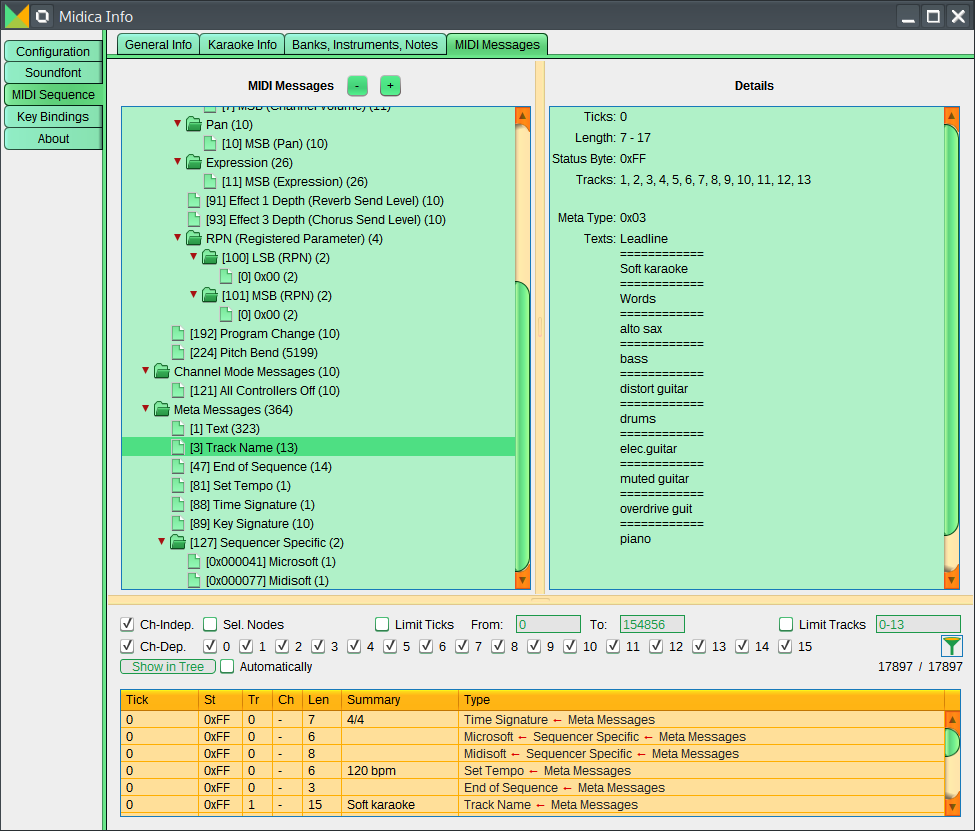 Midica Info
General Info Karaoke Info Banks, Instruments, Notes MIDI Messages
Configuration
Soundfont
MIDI Sequence
Key Bindings
About
MIDI Messages - +
[7] MSB (Channel Volume) (11)
Pan (10)
[10] MSB (Pan) (10)
Expression (26)
[11] MSB (Expression) (26)
[91] Effect 1 Depth (Reverb Send Level) (10)
[93] Effect 3 Depth (Chorus Send Level) (10)
RPN (Registered Parameter) (4)
[100] LSB (RPN) (2)
[0] 0x00 (2)
[101] MSB (RPN) (2)
[0] 0x00 (2)
[192] Program Change (10)
[224] Pitch Bend (5199)
Channel Mode Messages (10)
[121] All Controllers Off (10)
Meta Messages (364)
[1] Text (323)
[3] Track Name (13)
[47] End of Sequence (14)
[81] Set Tempo (1)
[88] Time Signature (1)
[89] Key Signature (10)
[127] Sequencer Specific (2)
[0x000041] Microsoft (1)
[0x000077] Midisoft (1)
Details
Ticks: 0
Length: 7 - 17
Status Byte: 0xFF
Tracks: 1, 2, 3, 4, 5, 6, 7, 8, 9, 10, 11, 12, 13
Meta Type: 0x03
Texts: Leadline
============
Soft karaoke
============
Words
============
alto sax
============
bass
============
distort guitar
============
drums
============
elec.guitar
============
muted guitar
============
overdrive guit
============
piano
Ch-Indep. Sel. Nodes Limit Ticks From: 0 To: 154856 Limit Tracks 0-13
Ch-Dep. 0 1 2 3 4 5 6 7 8 9 10 11 12 13 14 15
Show in Tree Automatically 17897 / 17897
Tick St Tr Ch Len Summary Type
0 0xFF 0 - 7 4/4 Time Signature ← Meta Messages
0 0xFF 0 - 6 Microsoft ← Sequencer Specific ← Meta Messages
0 0xFF 0 - 8 Midisoft ← Sequencer Specific ← Meta Messages
0 0xFF 0 - 6 120 bpm Set Tempo ← Meta Messages
0 0xFF 0 - 3 End of Sequence ← Meta Messages
0 0xFF 1 - 15 Soft karaoke Track Name ← Meta Messages